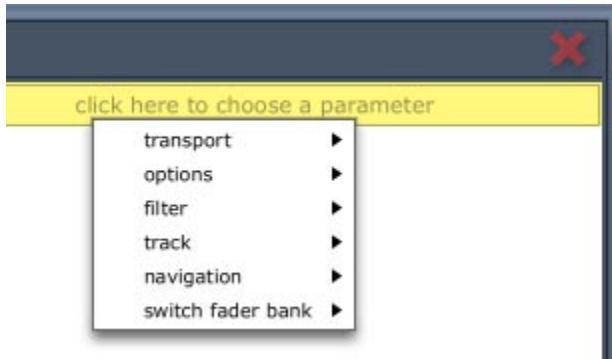 click here to choose a parameter
transport
options
filter
track
navigation
switch fader bank